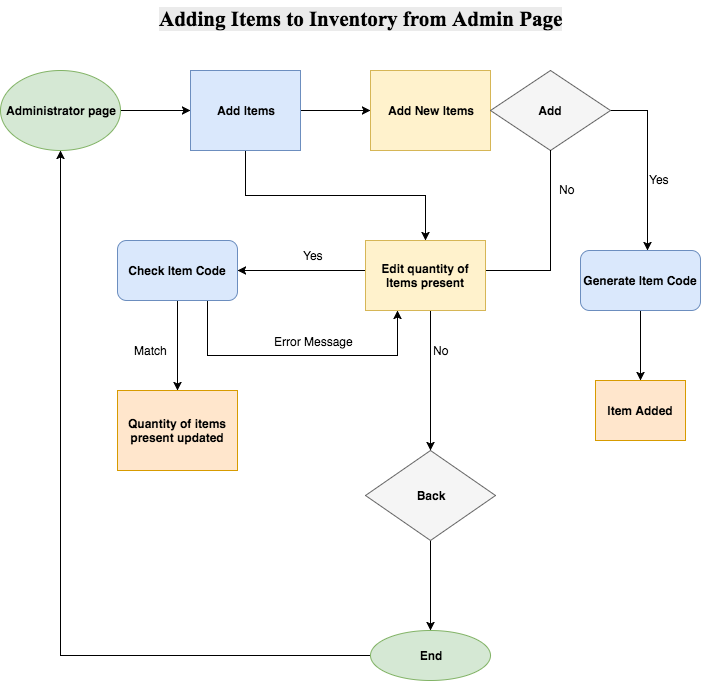 Adding Items to Inventory from Admin Page
Administrator page
Add Items
Add New Items
Add
Yes
No
Check Item Code
Yes
Edit quantity of
Items present
Generate Item Code
Match
Error Message
No
Quantity of items
present updated
Item Added
Back
End